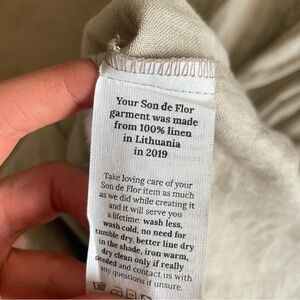 Your Son de Flor
garment was made
from 100% linen
in Lithuania
in 2019
Take loving care of your
Son de Flor item as much
as we did while creating it
and it will serve you
a lifetime: wash less,
wash cold, no need for
tumble dry, better line dry
in the shade, iron warm,
dry clean only if really
needed and contact us with
any questions if unsure.